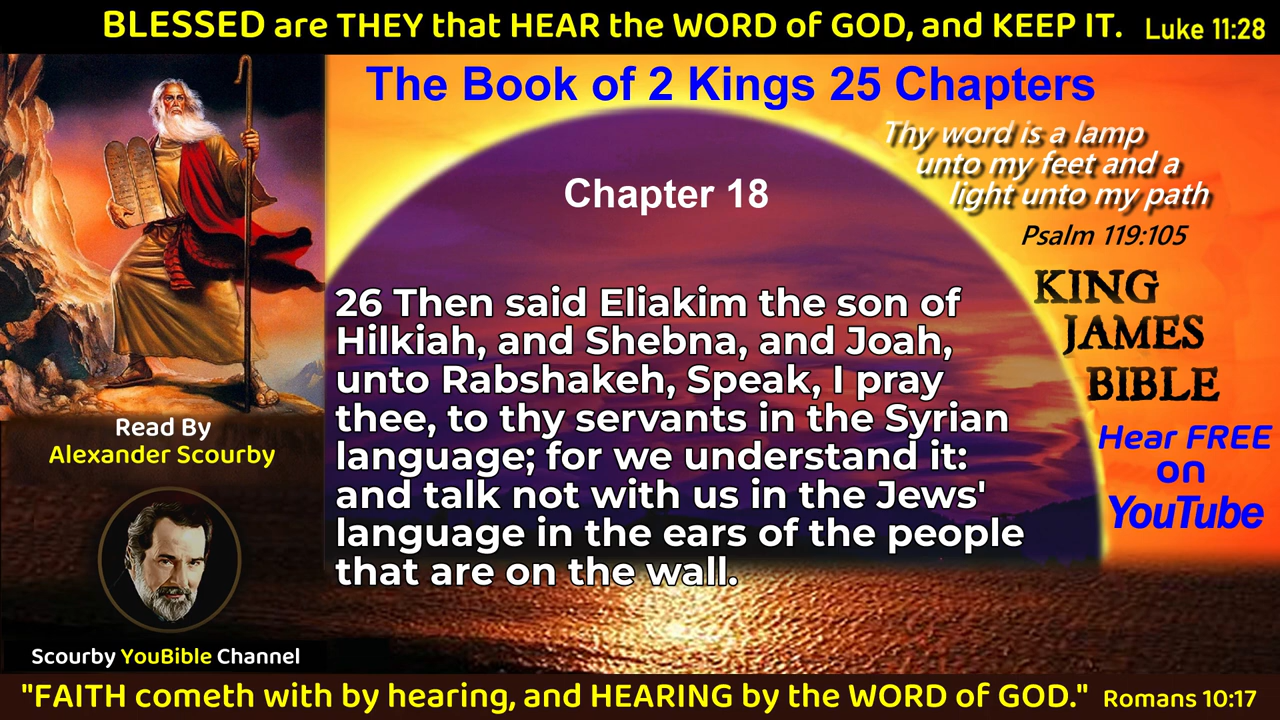 BLESSED are THEY that HEAR the WORD of GOD, and KEEP IT. Luke 11:28
The Book of 2 Kings 25 Chapters
Thy word is a lamp
unto my feet and a
light unto my path
Psalm 119:105
Chapter 18
26 Then said Eliakim the son of
Hilkiah, and Shebna, and Joah,
unto Rabshakeh, Speak, I pray
thee, to thy servants in the Syrian
language; for we understand it:
and talk not with us in the Jews'
language in the ears of the people
that are on the wall.
KING
JAMES
BIBLE
Hear FREE
on
YouTube
Read By
Alexander Scourby
Scourby YouBible Channel
"FAITH cometh with by hearing, and HEARING by the WORD of GOD." Romans 10:17